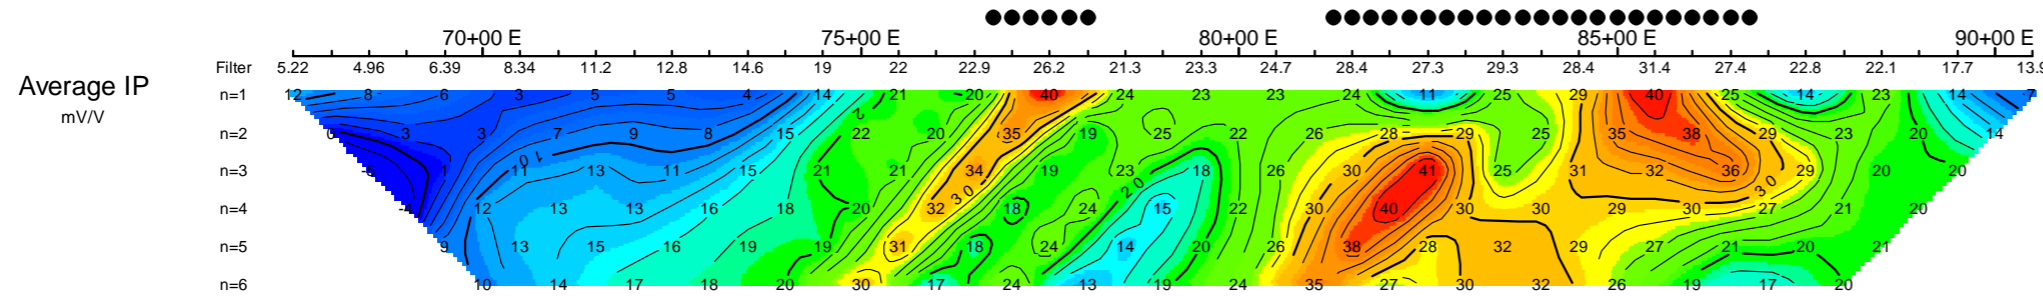 70+00 E 75+00 E 80+00 E 85+00 E 90+00 E
Filter 5.22 4.96 6.39 8.34 11.2 12.8 14.6 19 22 22.9 26.2 21.3 23.3 24.7 28.4 27.3 29.3 28.4 31.4 27.4 22.8 22.1 17.7 13.9
Average IP
mV/V
n=1 12 8 6 3 5 5 4 14 21 20 40 24 23 23 24 11 25 29 40 25 14 23 14 7
n=2 0 3 3 7 9 8 15 22 20 35 19 25 22 26 28 29 25 35 38 29 23 20 14
10
n=3 1 11 13 11 15 21 21 34 19 23 18 26 30 41 25 31 32 36 29 20 20
30 20 30
n=4 -4 12 13 13 16 18 20 32 18 24 15 22 30 40 30 30 29 30 27 21 20
n=5 9 13 15 16 19 19 31 18 24 14 20 26 38 28 32 29 27 21 20 21
n=6 10 14 17 18 20 30 17 24 13 19 24 35 27 30 32 26 19 17 20